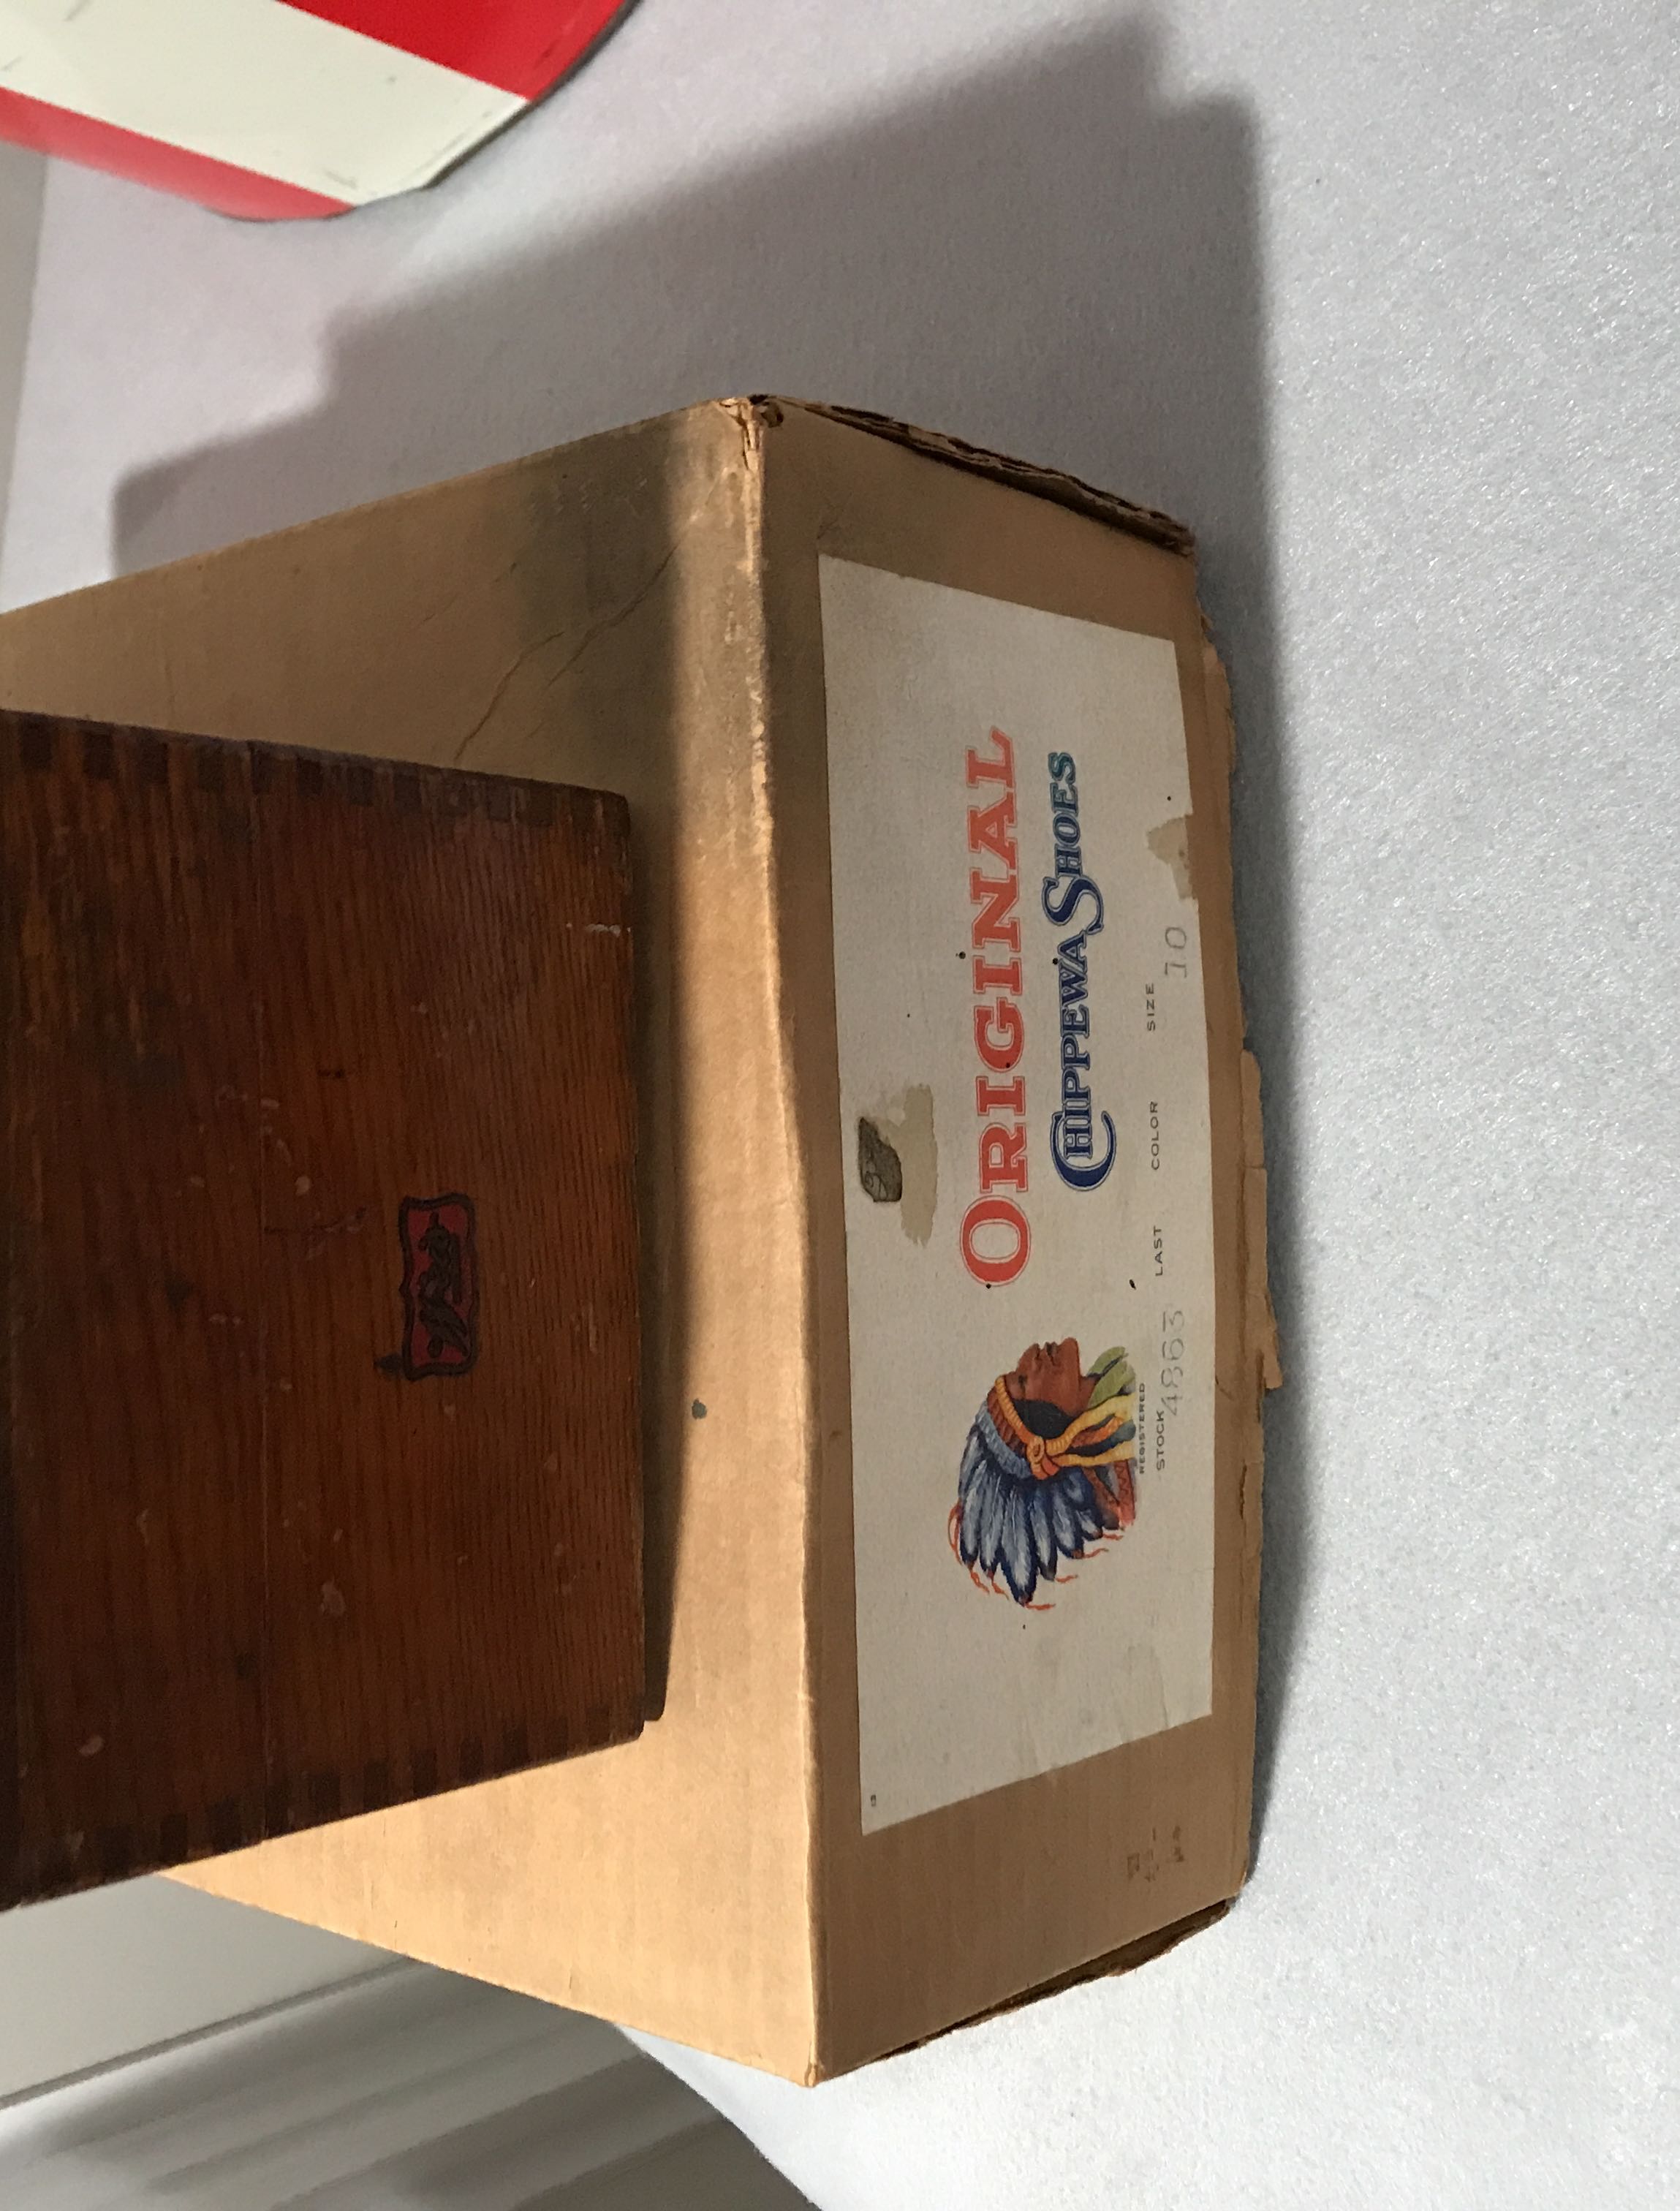 ORIGINAL
CHIPPEWA SHOES
REGISTERED
STOCK LAST COLOR SIZE
4863 10